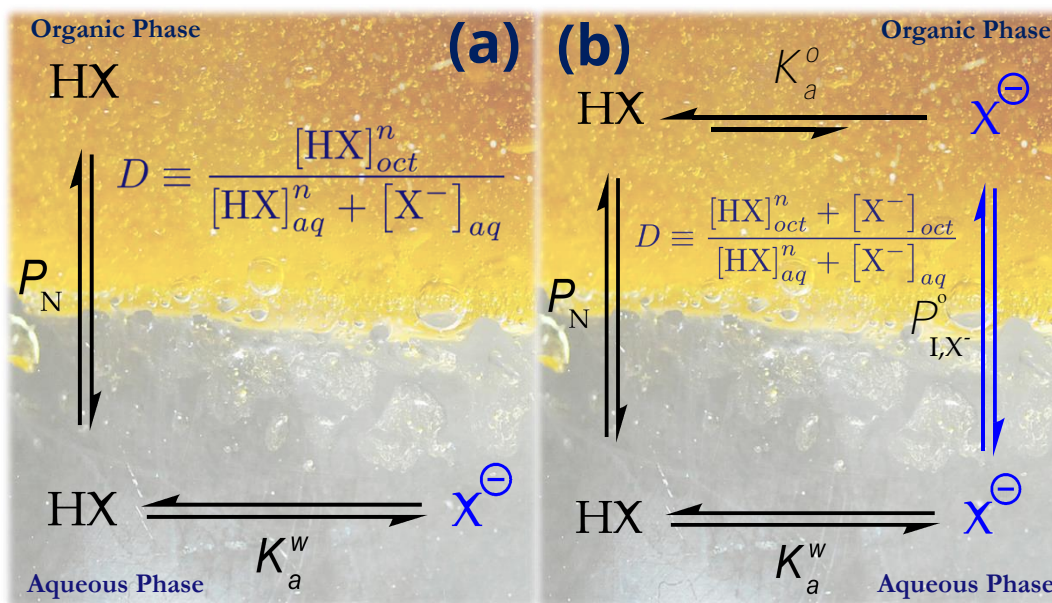 Organic Phase
(a)
HX
D ≡ [HX]ⁿ_oct / ([HX]ⁿ_aq + [X⁻]_aq)
P_N
HX
X⊖
K_a^w
Aqueous Phase
(b)
Organic Phase
K_a^o
HX
X⊖
D ≡ ([HX]ⁿ_oct + [X⁻]_oct) / ([HX]ⁿ_aq + [X⁻]_aq)
P_N
P^o_I,X⁻
HX
X⊖
K_a^w
Aqueous Phase